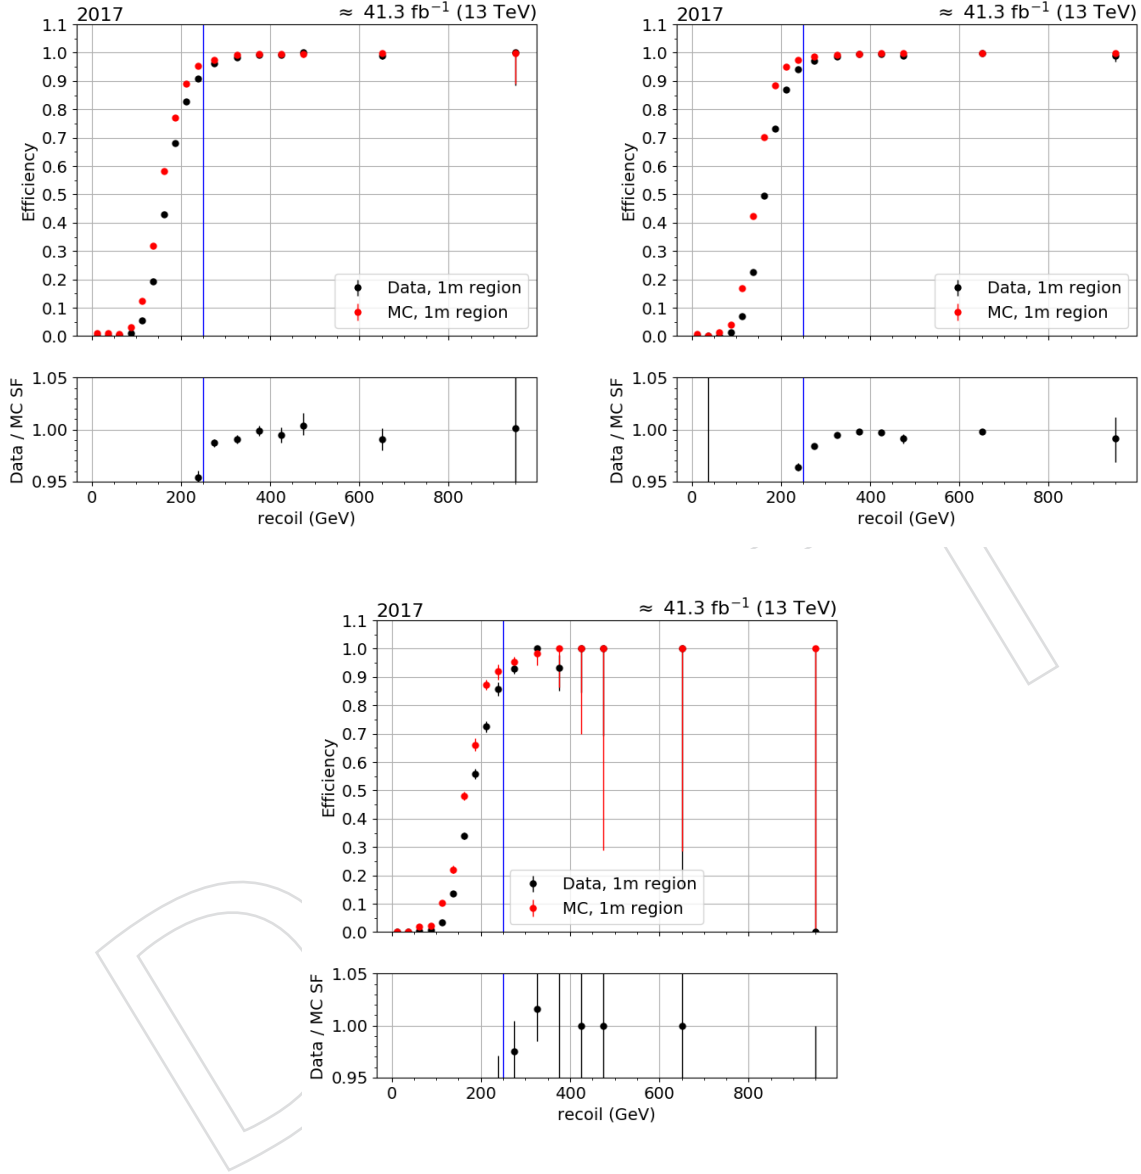 2017 ≈ 41.3 fb⁻¹ (13 TeV)
1.1
1.0
0.9
0.8
0.7
0.6
0.5
0.4
0.3
0.2
0.1
0.0
Efficiency
Data, 1m region
MC, 1m region
1.05
1.00
0.95
Data / MC SF
0 200 400 600 800
recoil (GeV)
2017 ≈ 41.3 fb⁻¹ (13 TeV)
1.1
1.0
0.9
0.8
0.7
0.6
0.5
0.4
0.3
0.2
0.1
0.0
Efficiency
Data, 1m region
MC, 1m region
1.05
1.00
0.95
Data / MC SF
0 200 400 600 800
recoil (GeV)
2017 ≈ 41.3 fb⁻¹ (13 TeV)
1.1
1.0
0.9
0.8
0.7
0.6
0.5
0.4
0.3
0.2
0.1
0.0
Efficiency
Data, 1m region
MC, 1m region
1.05
1.00
0.95
Data / MC SF
0 200 400 600 800
recoil (GeV)